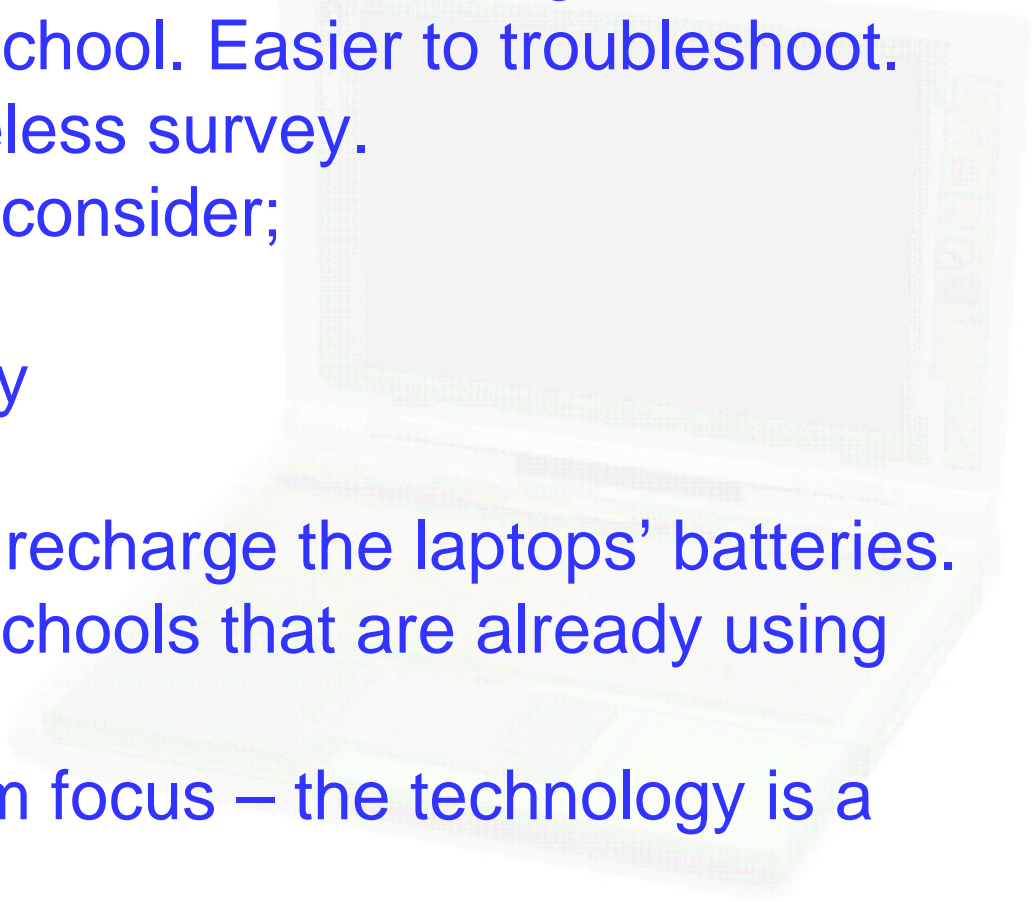 chool. Easier to troubleshoot.
eless survey.
consider;
y
recharge the laptops’ batteries.
chools that are already using
m focus – the technology is a